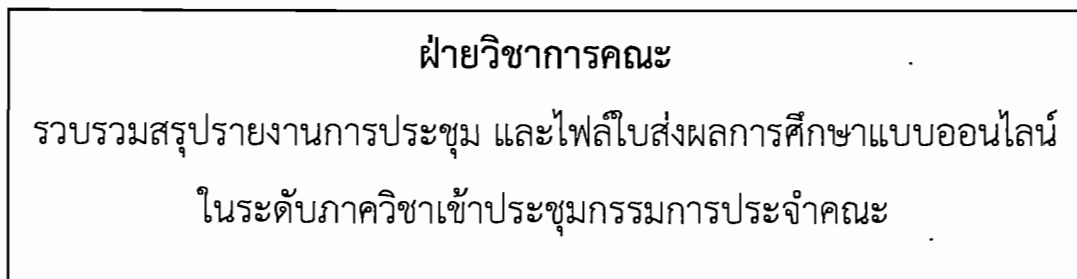 ฝ่ายวิชาการคณะ
รวบรวมสรุปรายงานการประชุม และไฟล์ใบส่งผลการศึกษาแบบออนไลน์
ในระดับภาควิชาเข้าประชุมกรรมการประจำคณะ